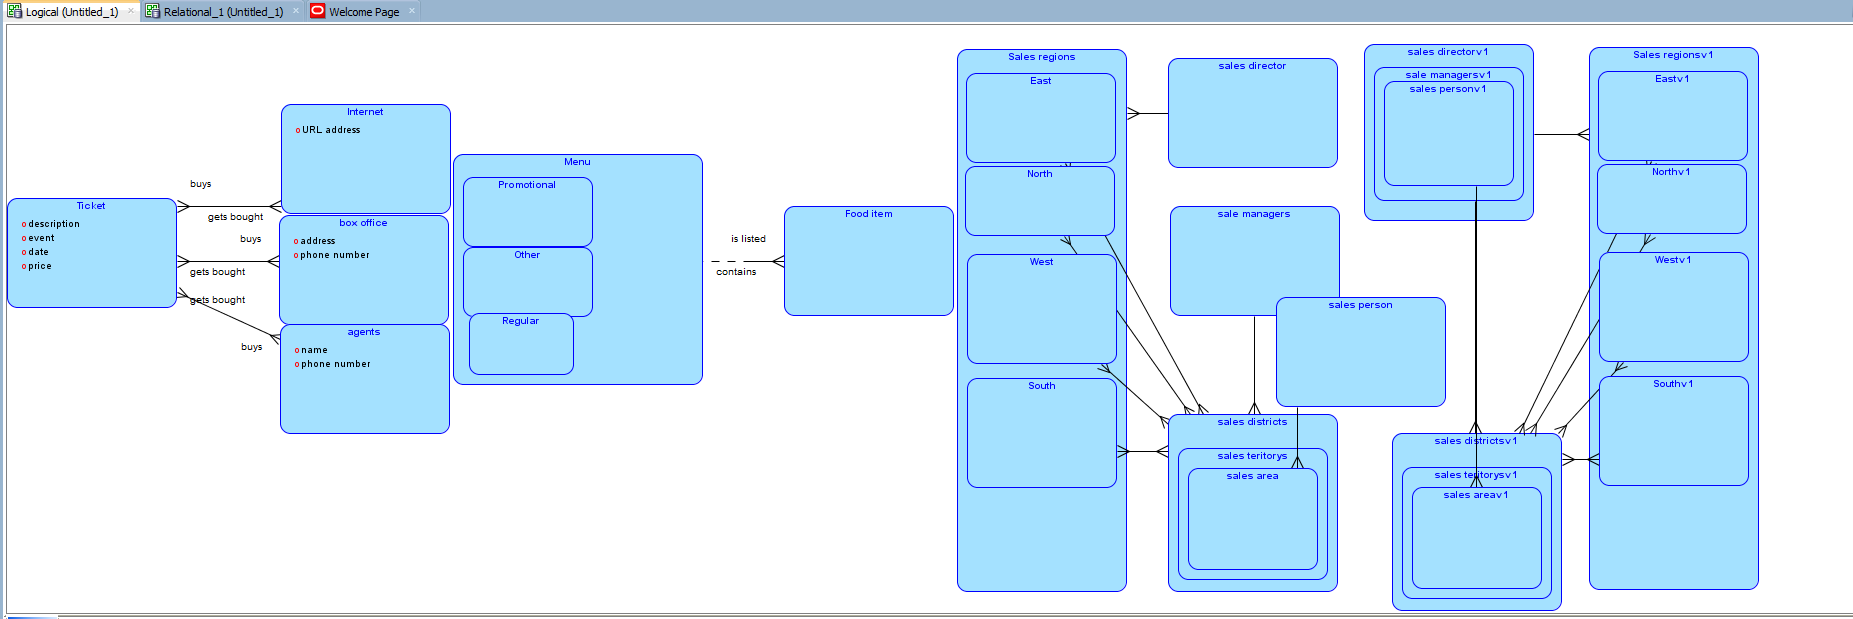 Logical (Untitled_1)
Relational_1 (Untitled_1)
Welcome Page
Ticket
description
event
date
price
buys
gets bought
buys
gets bought
gets bought
buys
Internet
URL address
box office
address
phone number
agents
name
phone number
Menu
Promotional
Other
Regular
is listed
contains
Food item
Sales regions
East
North
West
South
sales director
sale managers
sales person
sales districts
sales teritorys
sales area
sales directorv1
sale managersv1
sales personv1
sales districtsv1
sales teritorysv1
sales areav1
Sales regionsv1
Eastv1
Northv1
Westv1
Southv1